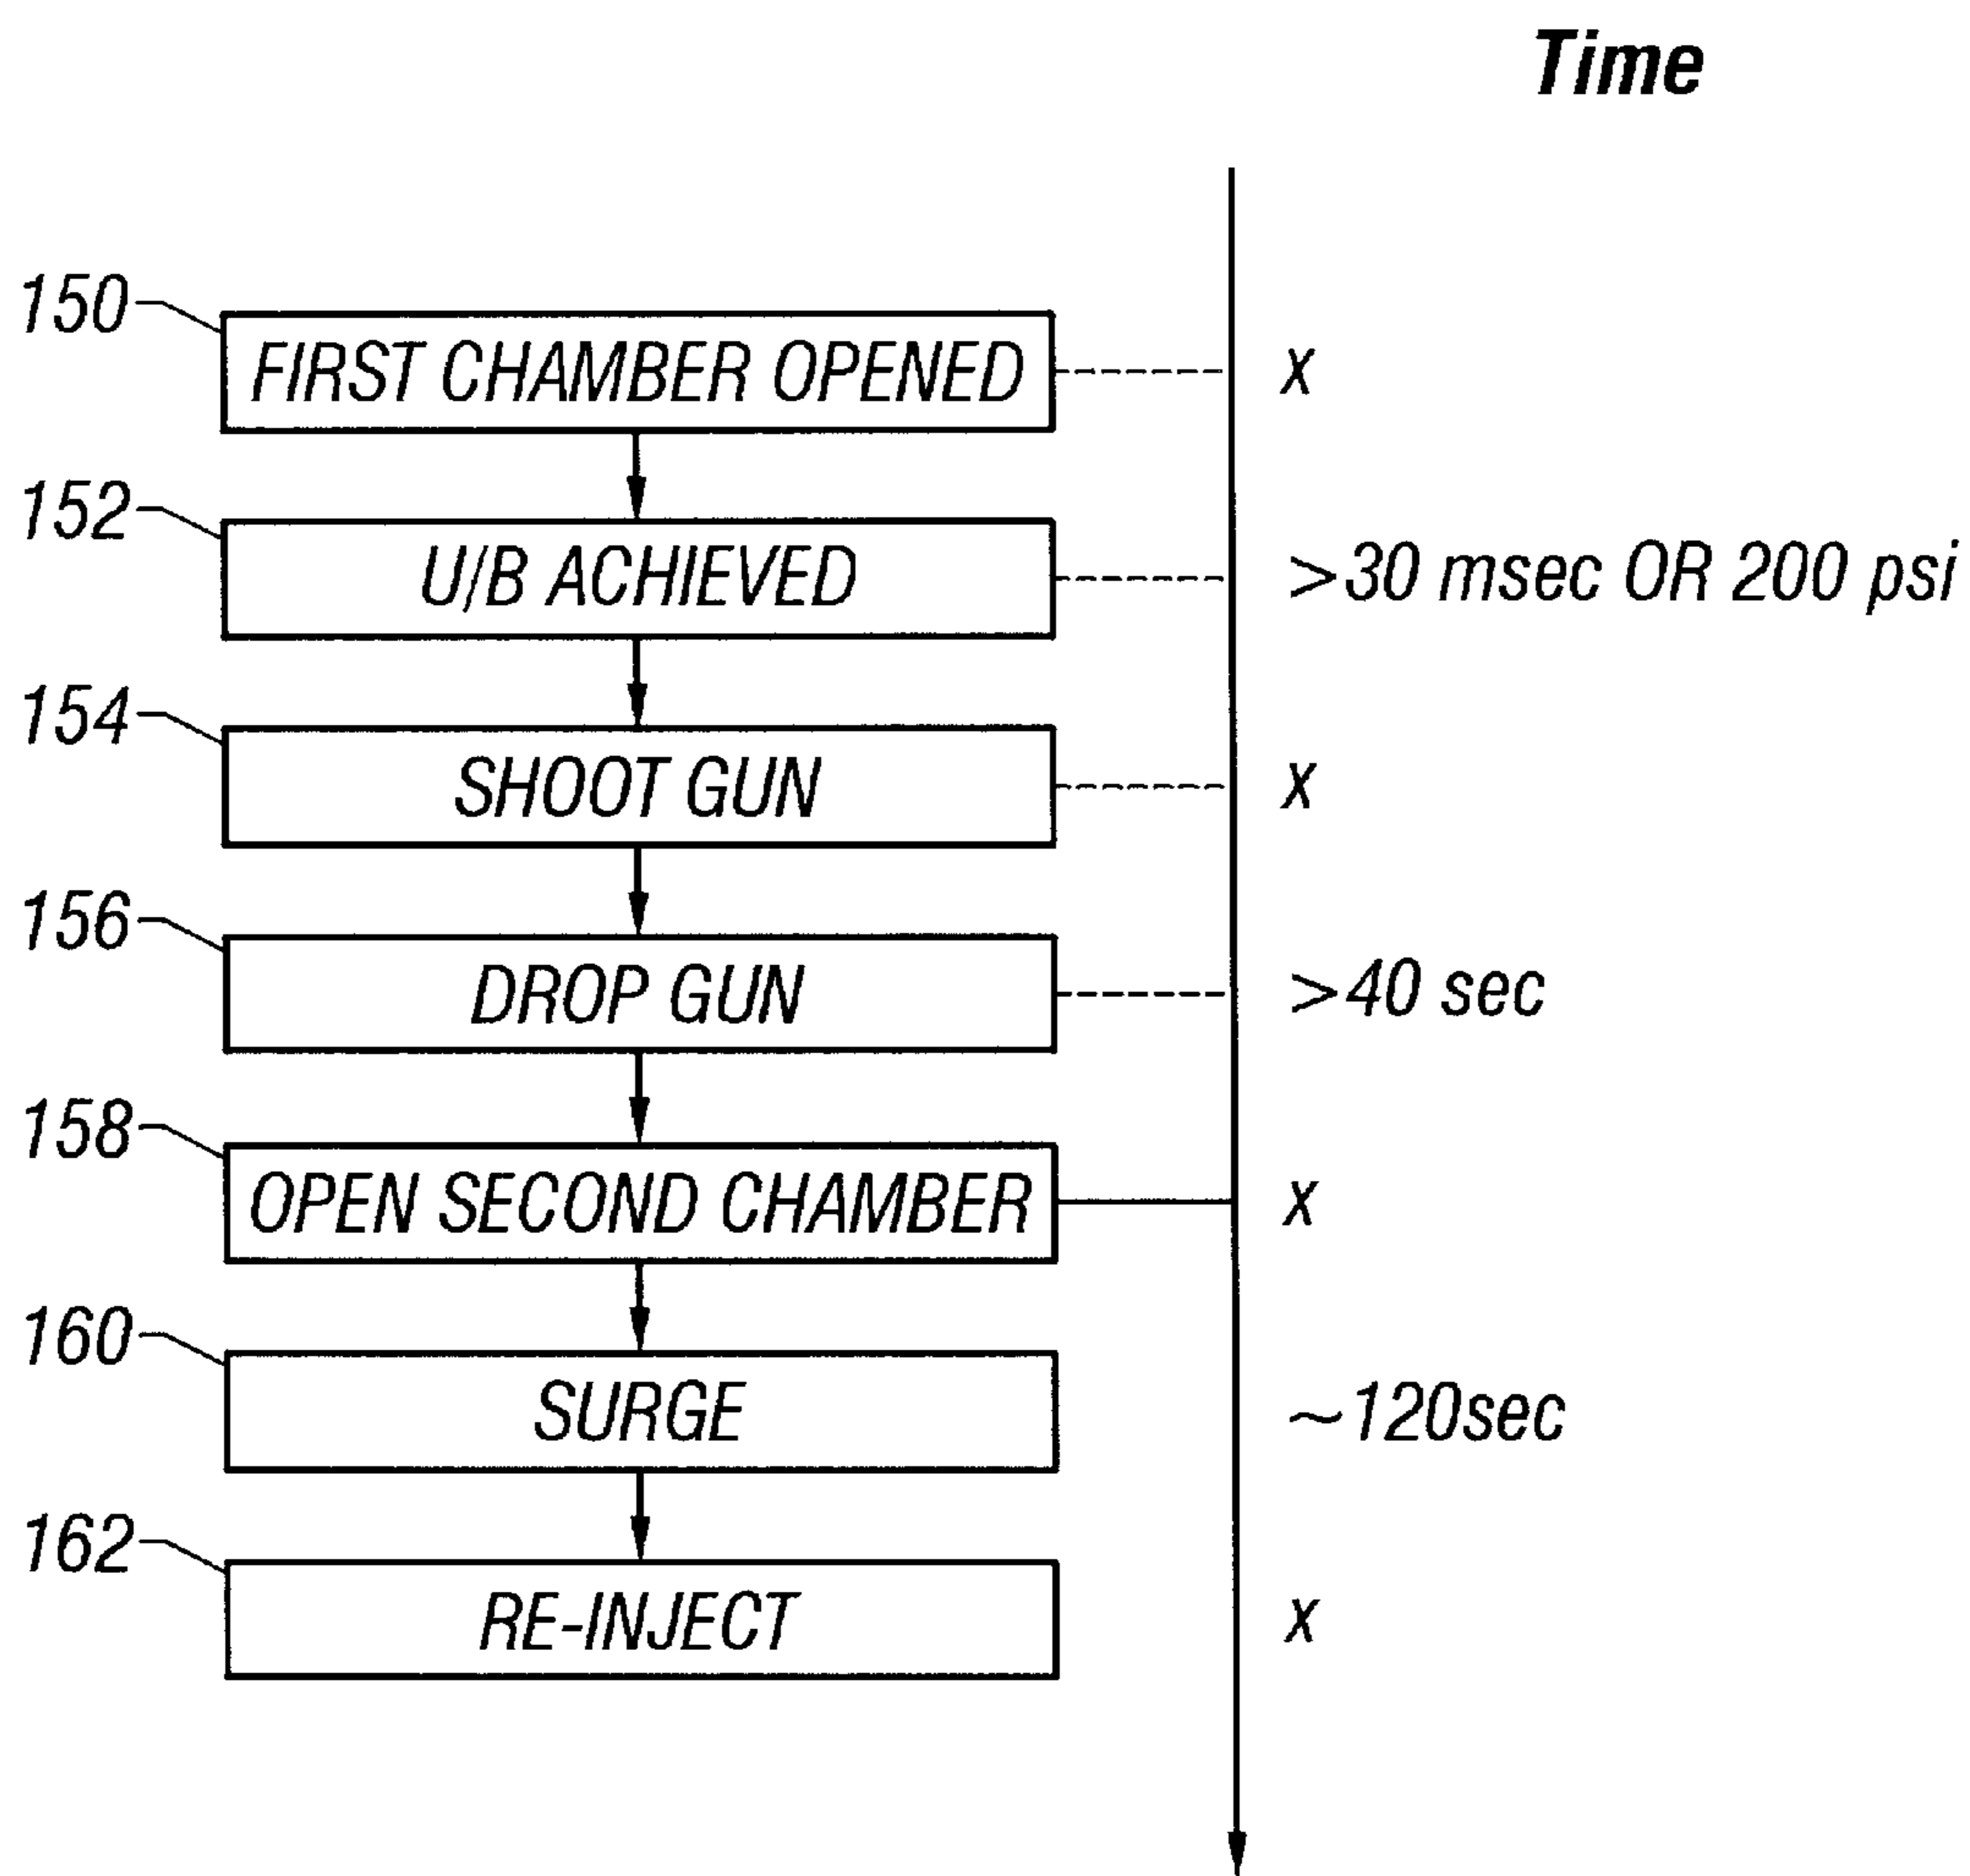 Time
150
FIRST CHAMBER OPENED
x
152
U/B ACHIEVED
>30 msec OR 200 psi
154
SHOOT GUN
x
156
DROP GUN
>40 sec
158
OPEN SECOND CHAMBER
x
160
SURGE
~120sec
162
RE-INJECT
x